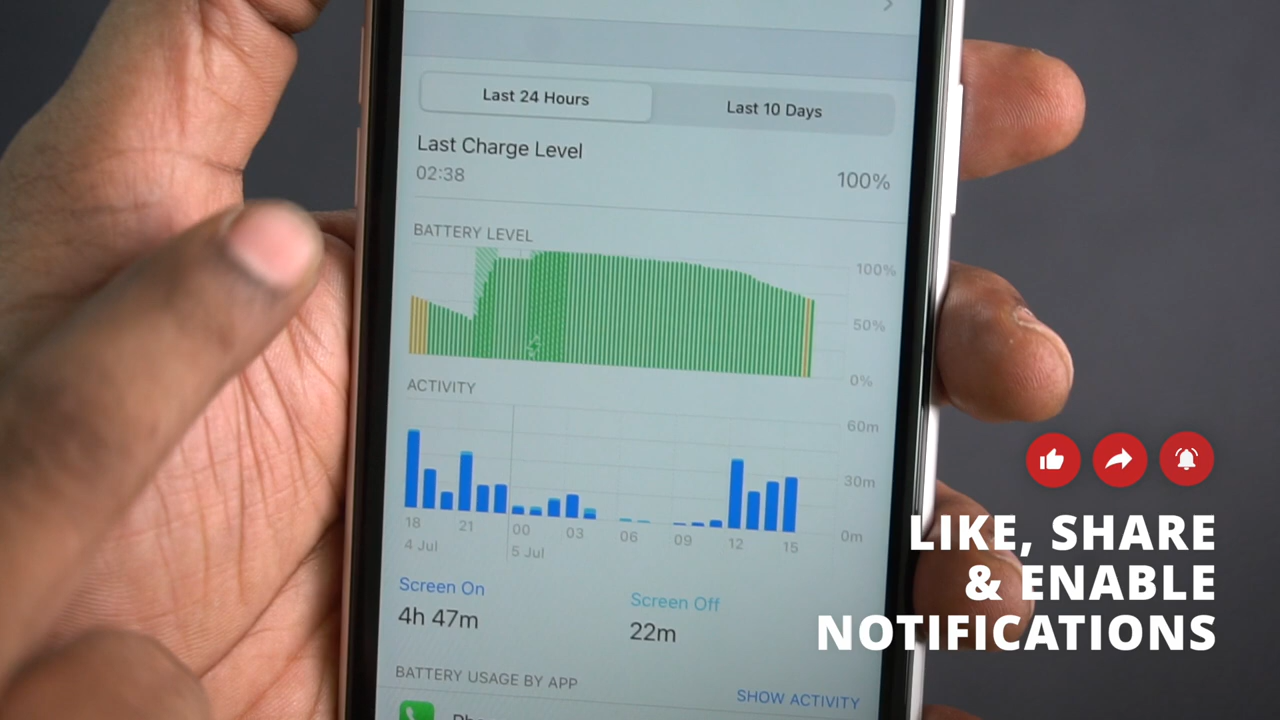 Last 24 Hours
Last 10 Days
Last Charge Level
02:38
100%
BATTERY LEVEL
100%
50%
0%
ACTIVITY
60m
30m
0m
18 21 00 03 06 09 12 15
4 Jul 5 Jul
Screen On
4h 47m
Screen Off
22m
BATTERY USAGE BY APP
SHOW ACTIVITY
LIKE, SHARE
& ENABLE
NOTIFICATIONS